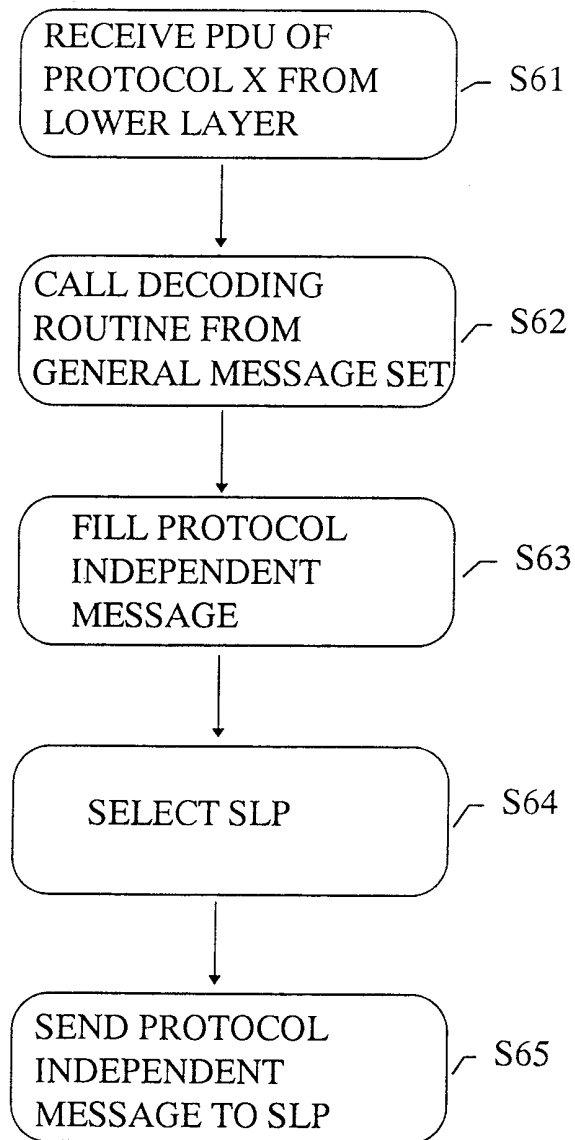 RECEIVE PDU OF
PROTOCOL X FROM
LOWER LAYER
S61
CALL DECODING
ROUTINE FROM
GENERAL MESSAGE SET
S62
FILL PROTOCOL
INDEPENDENT
MESSAGE
S63
SELECT SLP
S64
SEND PROTOCOL
INDEPENDENT
MESSAGE TO SLP
S65